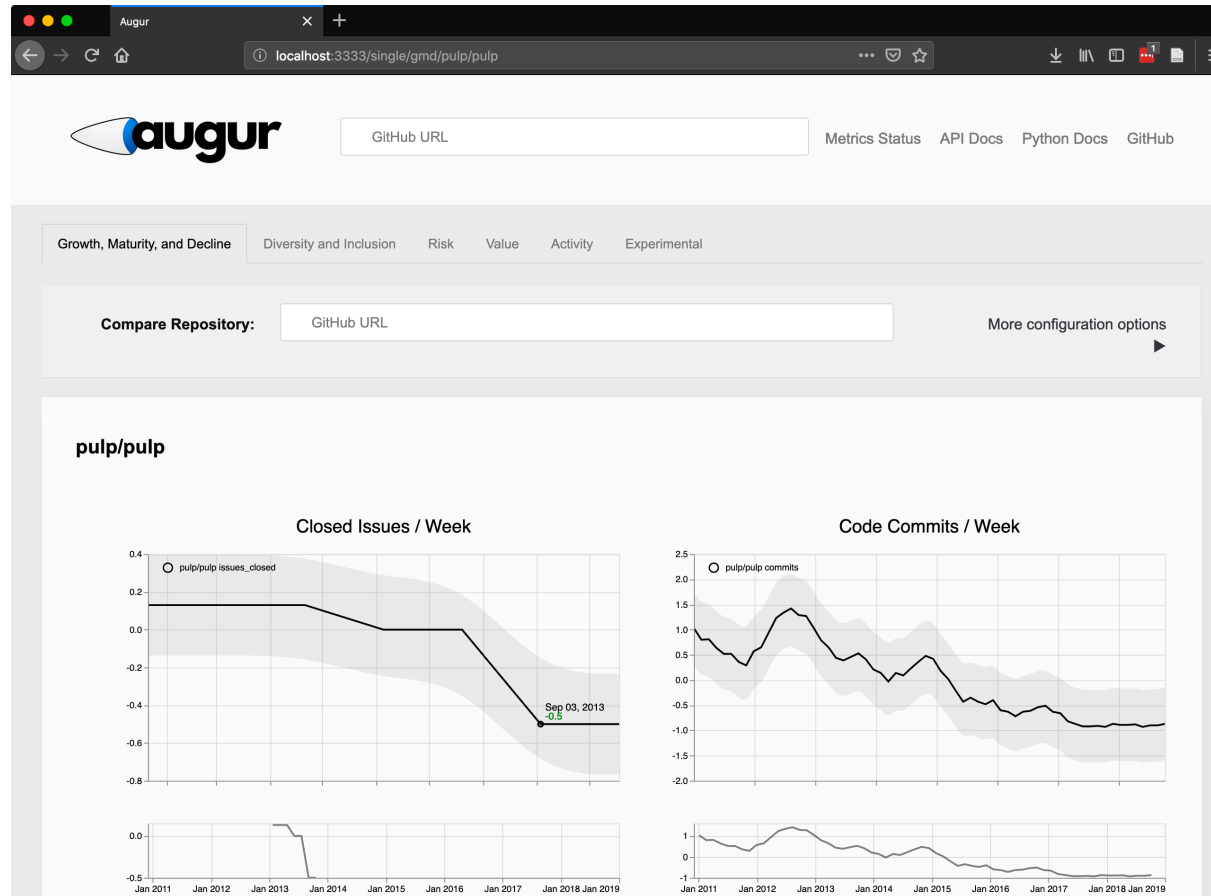 Augur
localhost:3333/single/gmd/pulp/pulp
1
augur
GitHub URL
Metrics Status API Docs Python Docs GitHub
Growth, Maturity, and Decline Diversity and Inclusion Risk Value Activity Experimental
Compare Repository:
GitHub URL
More configuration options
pulp/pulp
Closed Issues / Week
0.4
0.2
0.0
-0.2
-0.4
-0.6
-0.8
pulp/pulp issues_closed
Sep 03, 2013
-0.5
0.0
-0.5
Jan 2011 Jan 2012 Jan 2013 Jan 2014 Jan 2015 Jan 2016 Jan 2017 Jan 2018 Jan 2019
Code Commits / Week
2.5
2.0
1.5
1.0
0.5
0.0
-0.5
-1.0
-1.5
-2.0
pulp/pulp commits
1
0
-1
Jan 2011 Jan 2012 Jan 2013 Jan 2014 Jan 2015 Jan 2016 Jan 2017 Jan 2018 Jan 2019